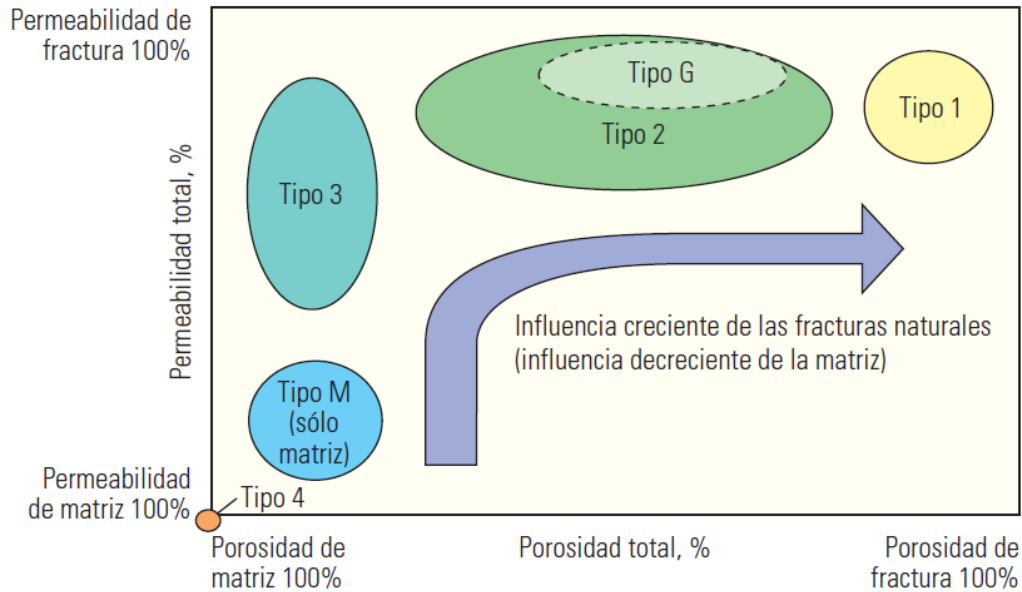 Permeabilidad de
fractura 100%
Tipo G
Tipo 1
Tipo 2
Permeabilidad total, %
Tipo 3
Influencia creciente de las fracturas naturales
(influencia decreciente de la matriz)
Tipo M
(sólo
matriz)
Permeabilidad
de matriz 100%
Tipo 4
Porosidad de
matriz 100%
Porosidad total, %
Porosidad de
fractura 100%